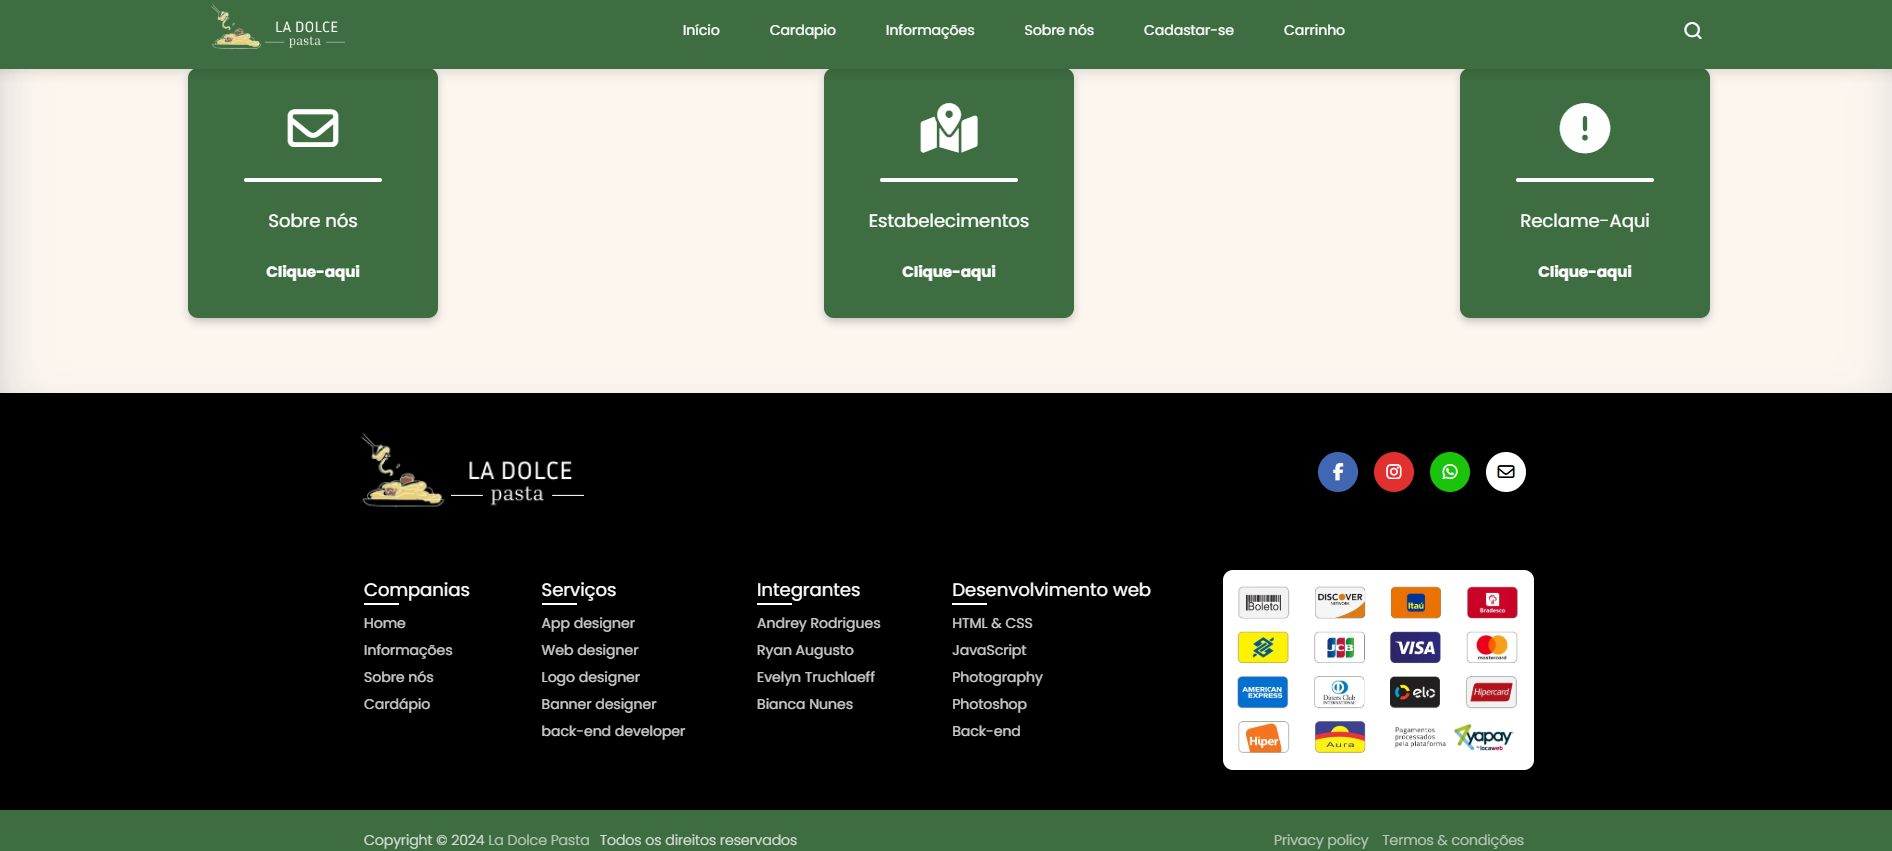 LA DOLCE
pasta
Início
Cardapio
Informações
Sobre nós
Cadastar-se
Carrinho
Sobre nós
Clique-aqui
Estabelecimentos
Clique-aqui
Reclame-Aqui
Clique-aqui
LA DOLCE
pasta
Companias
Home
Informações
Sobre nós
Cardápio
Serviços
App designer
Web designer
Logo designer
Banner designer
back-end developer
Integrantes
Andrey Rodrigues
Ryan Augusto
Evelyn Truchlaeff
Bianca Nunes
Desenvolvimento web
HTML & CSS
JavaScript
Photography
Photoshop
Back-end
Boletol
DISCOVER
NETWORK
Itaú
Bradesco
JCB
VISA
mastercard
AMERICAN
EXPRESS
Diners Club
INTERNATIONAL
elo
Hipercard
Hiper
Aura
Pagamentos
processados
pela plataforma
yapay
by locaweb
Copyright © 2024 La Dolce Pasta Todos os direitos reservados
Privacy policy
Termos & condições